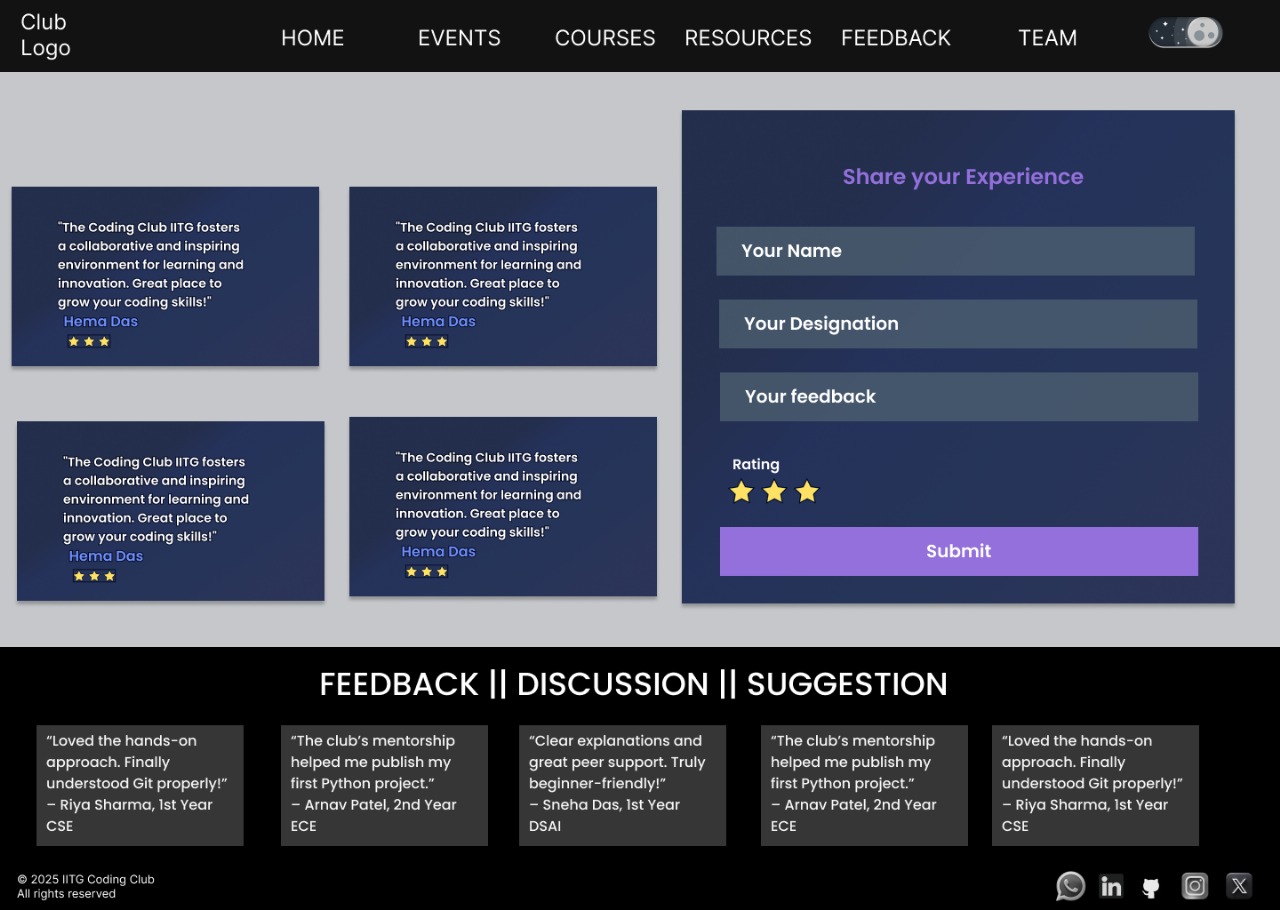 Club
Logo
HOME
EVENTS
COURSES
RESOURCES
FEEDBACK
TEAM
"The Coding Club IITG fosters
a collaborative and inspiring
environment for learning and
innovation. Great place to
grow your coding skills!"
Hema Das
"The Coding Club IITG fosters
a collaborative and inspiring
environment for learning and
innovation. Great place to
grow your coding skills!"
Hema Das
"The Coding Club IITG fosters
a collaborative and inspiring
environment for learning and
innovation. Great place to
grow your coding skills!"
Hema Das
"The Coding Club IITG fosters
a collaborative and inspiring
environment for learning and
innovation. Great place to
grow your coding skills!"
Hema Das
Share your Experience
Your Name
Your Designation
Your feedback
Rating
Submit
FEEDBACK || DISCUSSION || SUGGESTION
“Loved the hands-on
approach. Finally
understood Git properly!”
– Riya Sharma, 1st Year
CSE
“The club’s mentorship
helped me publish my
first Python project.”
– Arnav Patel, 2nd Year
ECE
“Clear explanations and
great peer support. Truly
beginner-friendly!”
– Sneha Das, 1st Year
DSAI
“The club’s mentorship
helped me publish my
first Python project.”
– Arnav Patel, 2nd Year
ECE
“Loved the hands-on
approach. Finally
understood Git properly!”
– Riya Sharma, 1st Year
CSE
© 2025 IITG Coding Club
All rights reserved
in
X